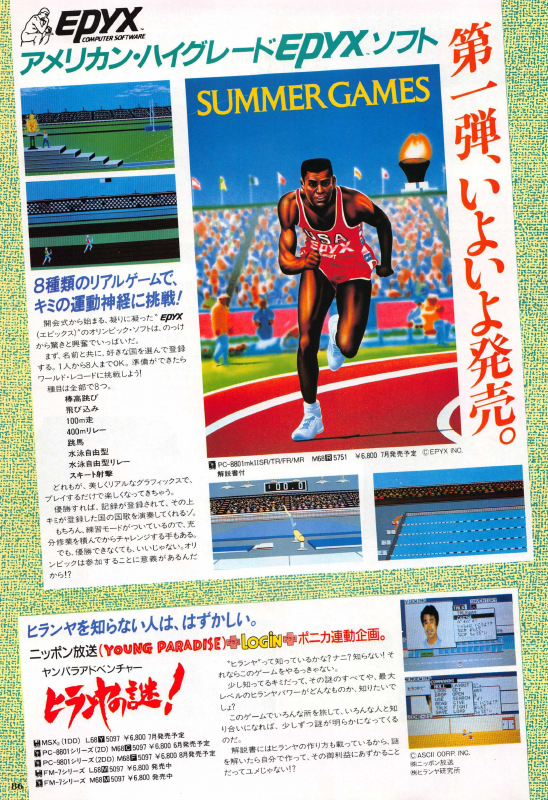 EPYX
COMPUTER SOFTWARE
アメリカン・ハイグレードEPYXソフト
第一弾、いよいよ発売。
SUMMER GAMES
USA
EPYX
8種類のリアルゲームで、
キミの運動神経に挑戦！
開会式から始まる、凝りに凝った"EPYX
(エピックス)"のオリンピック・ソフトは、のっけ
から驚きと興奮でいっぱいだ。
まず、名前と共に、好きな国を選んで登録
する。1人から8人までOK。準備ができたら
ワールド・レコードに挑戦しよう！
種目は全部で8つ。
棒高跳び
飛び込み
100m走
400mリレー
跳馬
水泳自由型
水泳自由型リレー
スキート射撃
どれもが、美しくリアルなグラフィックスで、
プレイするだけで楽しくなってきちゃう。
優勝すれば、記録が登録されて、その上
キミが登録した国の国歌を演奏してくれるゾ。
もちろん、練習モードがついているので、充
分修業を積んでからチャレンジする手もある。
でも、優勝できなくても、いいじゃない。オリ
ンピックは参加することに意義があるんだ
から!?
PC-8801mkIISR/TR/FR/MR M68R5751 ¥6,800 7月発売予定 ©EPYX INC.
解説書付
ヒランヤを知らない人は、はずかしい。
ニッポン放送(YOUNG PARADISE)+LOGiN+ポニカ連動企画。
ヤンパラアドベンチャー
ヒランヤの謎！
MSX2(1DD) L68Y5097 ¥6,800 7月発売予定
PC-8801シリーズ(2D) M68R5097 ¥6,800 6月発売予定
PC-9801シリーズ(2DD) M68F5097 ¥6,800 8月発売予定
FM-7シリーズ L68M5097 ¥6,800 発売中
FM-7シリーズ M68M5097 ¥6,800 発売中
"ヒランヤ"って知っているかな？ナニ？知らない！そ
れならこのゲームをやるっきゃない。
少し知ってるキミだって、その謎のすべてや、最大
レベルのヒランヤパワーがどんなものか、知りたいで
しょ？
このゲームでいろんな所を旅して、いろんな人と知
り合いになれば、少しずつ謎が明らかになってくる
のだ。
解説書にはヒランヤの作り方も載っているから、謎
を解いたら自分で作って、その御利益にあずかること
だってユメじゃない!?
©ASCII CORP. INC.
㈱ニッポン放送
㈱ヒランヤ研究所
86